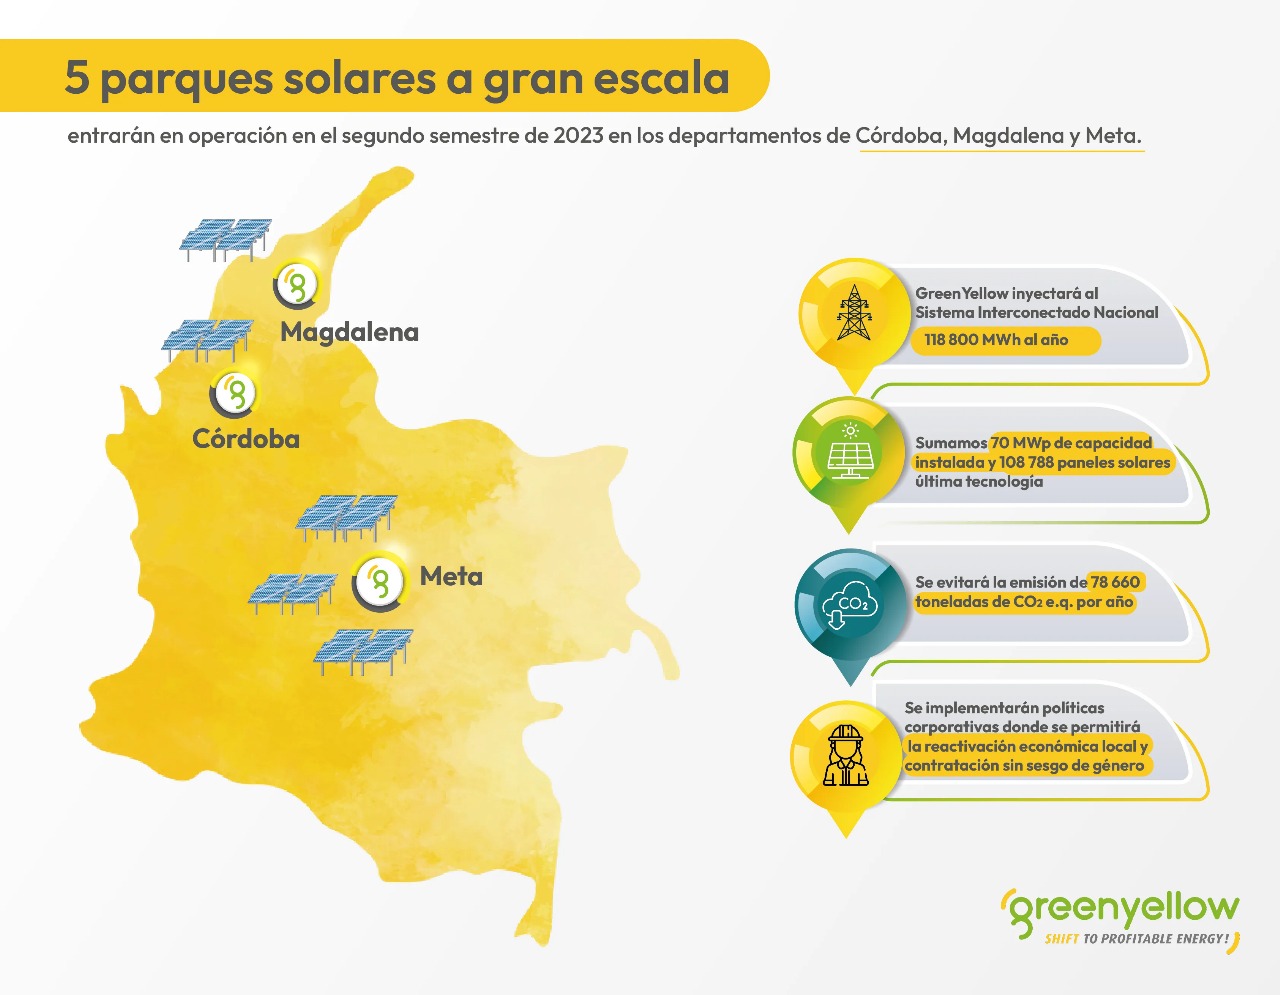 5 parques solares a gran escala
entrarán en operación en el segundo semestre de 2023 en los departamentos de Córdoba, Magdalena y Meta.
Magdalena
Córdoba
Meta
GreenYellow inyectará al
Sistema Interconectado Nacional
118 800 MWh al año
Sumamos 70 MWp de capacidad
instalada y 108 788 paneles solares
última tecnología
CO2
Se evitará la emisión de 78 660
toneladas de CO2 e.q. por año
Se implementarán políticas
corporativas donde se permitirá
la reactivación económica local y
contratación sin sesgo de género
greenyellow
SHIFT TO PROFITABLE ENERGY!